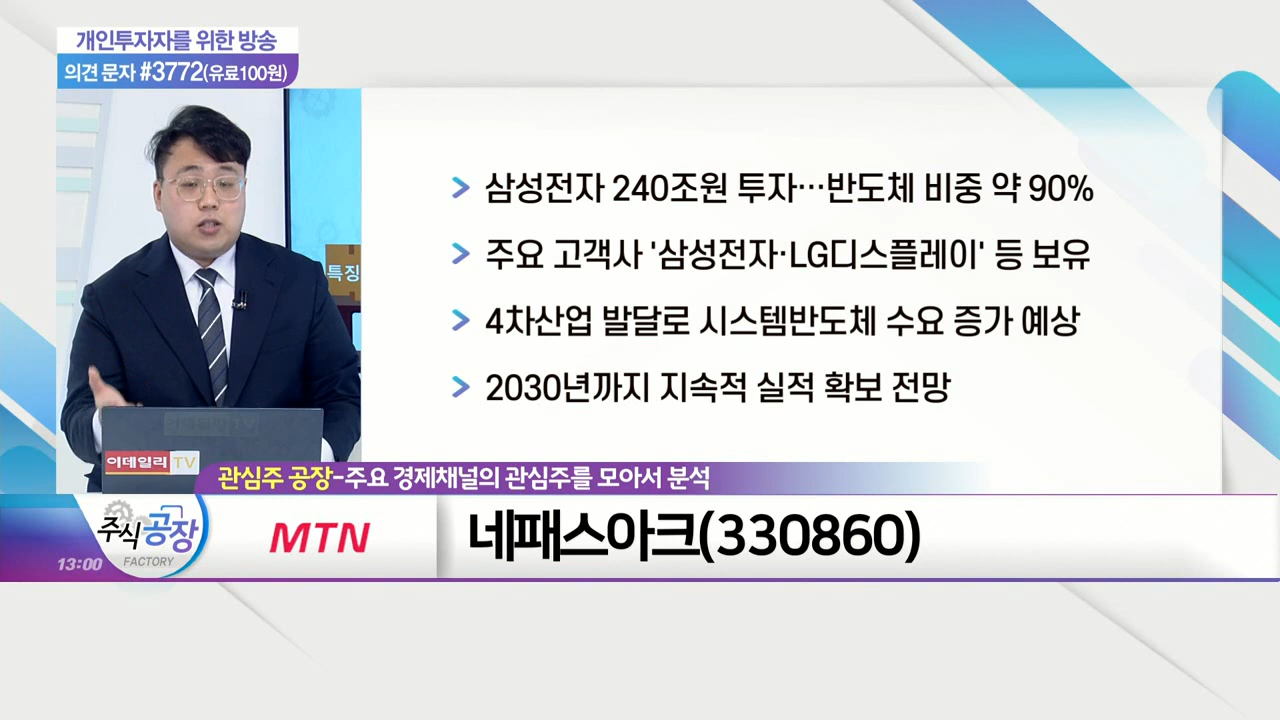 개인투자자를 위한 방송
의견 문자 #3772(유료100원)
> 삼성전자 240조원 투자…반도체 비중 약 90%
> 주요 고객사 '삼성전자·LG디스플레이' 등 보유
> 4차산업 발달로 시스템반도체 수요 증가 예상
> 2030년까지 지속적 실적 확보 전망
특징
이데일리TV
관심주 공장-주요 경제채널의 관심주를 모아서 분석
주식공장
FACTORY
13:00
MTN
네패스아크(330860)